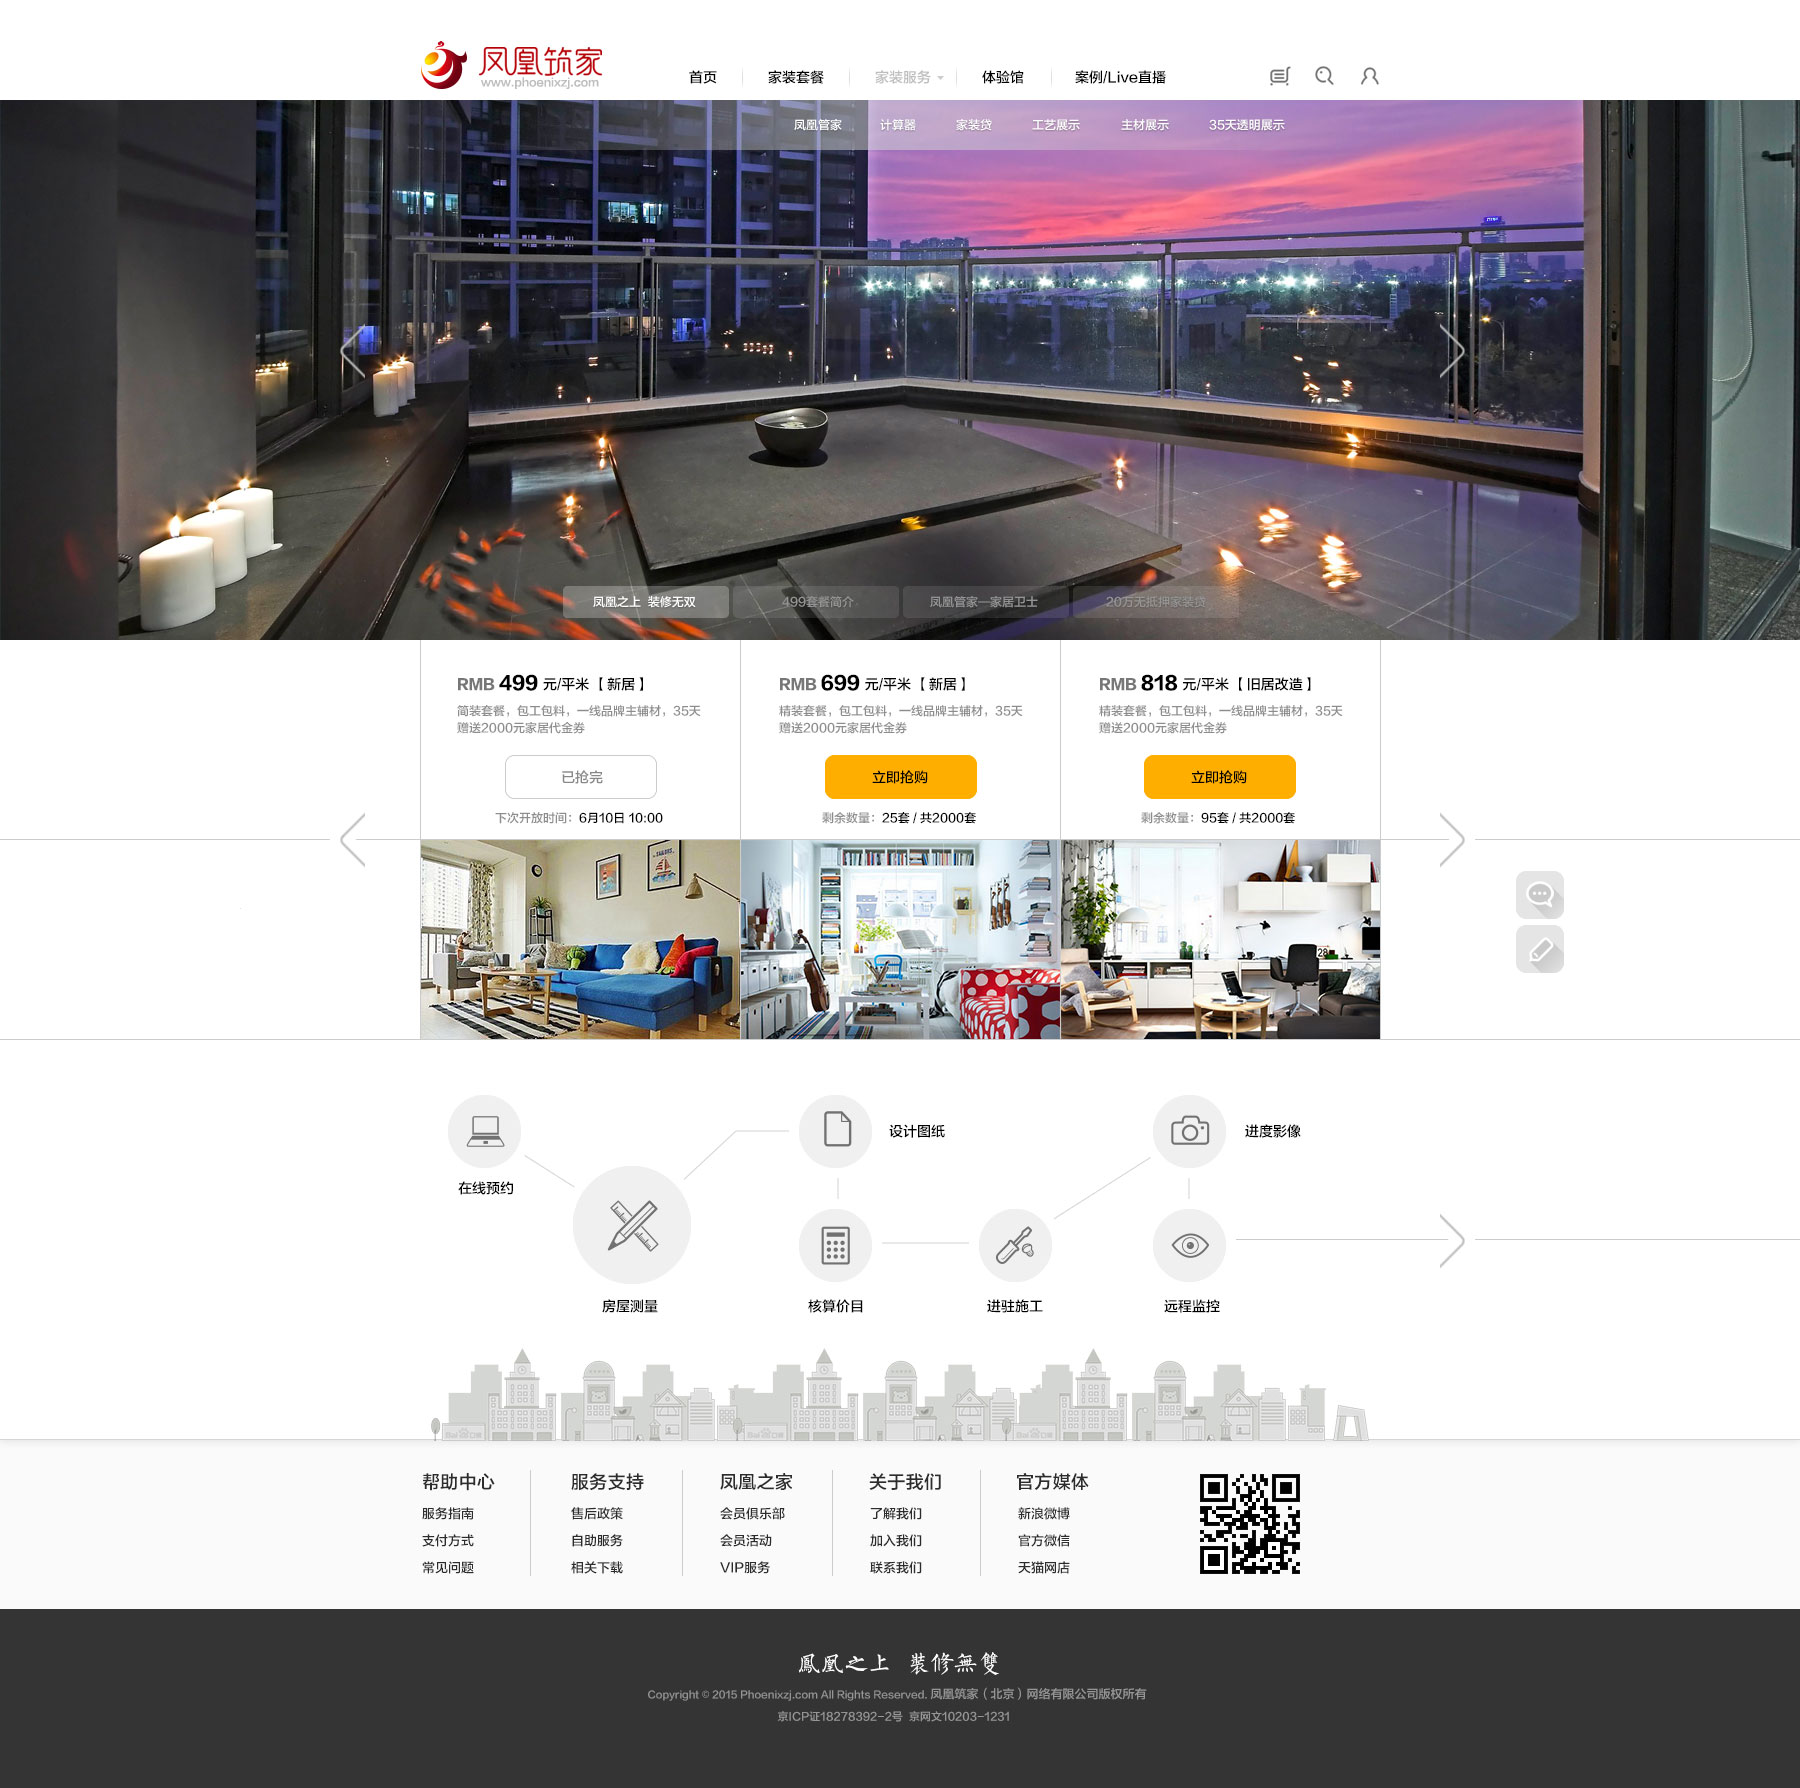 凤凰筑家
www.phoenixzj.com
首页 家装套餐 家装服务 体验馆 案例/Live直播
凤凰管家 计算器 家装贷 工艺展示 主材展示 35天透明展示
凤凰之上 装修无双 499套餐简介 凤凰管家—家居卫士 20万无抵押家装贷
RMB 499 元/平米【 新居 】
简装套餐，包工包料，一线品牌主辅材，35天
赠送2000元家居代金券
已抢完
下次开放时间：6月10日 10:00
RMB 699 元/平米【 新居 】
精装套餐，包工包料，一线品牌主辅材，35天
赠送2000元家居代金券
立即抢购
剩余数量：25套 / 共2000套
RMB 818 元/平米【 旧居改造 】
精装套餐，包工包料，一线品牌主辅材，35天
赠送2000元家居代金券
立即抢购
剩余数量：95套 / 共2000套
在线预约
房屋测量
设计图纸
核算价目
进驻施工
进度影像
远程监控
帮助中心
服务指南
支付方式
常见问题
服务支持
售后政策
自助服务
相关下载
凤凰之家
会员俱乐部
会员活动
VIP服务
关于我们
了解我们
加入我们
联系我们
官方媒体
新浪微博
官方微信
天猫网店
鳳凰之上 裝修無雙
Copyright © 2015 Phoenixzj.com All Rights Reserved. 凤凰筑家（北京）网络有限公司版权所有
京ICP证18278392-2号 京网文10203-1231